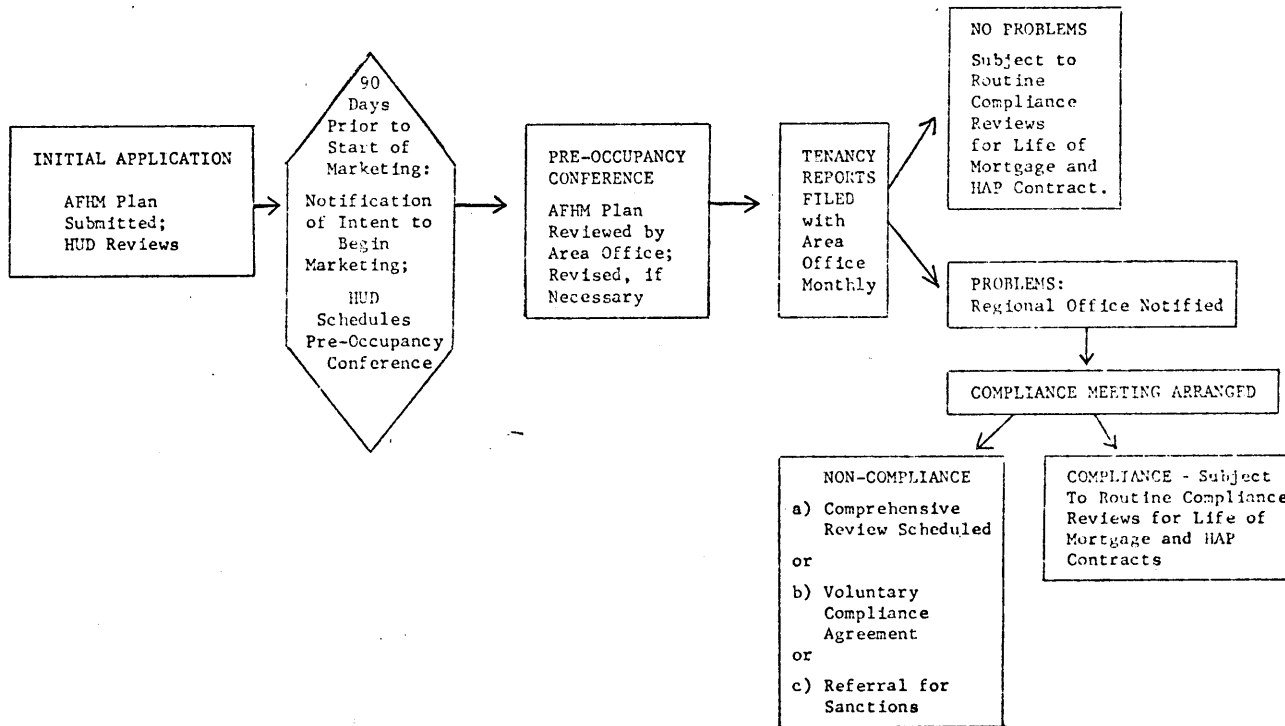 INITIAL APPLICATION
AFHM Plan
Submitted;
HUD Reviews
90
Days
Prior to
Start of
Marketing:
Notification
of Intent to
Begin
Marketing;
HUD
Schedules
Pre-Occupancy
Conference
PRE-OCCUPANCY
CONFERENCE
AFHM Plan
Reviewed by
Area Office;
Revised, if
Necessary
TENANCY
REPORTS
FILED
with
Area
Office
Monthly
NO PROBLEMS
Subject to
Routine
Compliance
Reviews
for Life of
Mortgage and
HAP Contract.
PROBLEMS:
Regional Office Notified
COMPLIANCE MEETING ARRANGED
NON-COMPLIANCE
a) Comprehensive
Review Scheduled
or
b) Voluntary
Compliance
Agreement
or
c) Referral for
Sanctions
COMPLIANCE - Subject
To Routine Compliance
Reviews for Life of
Mortgage and HAP
Contracts